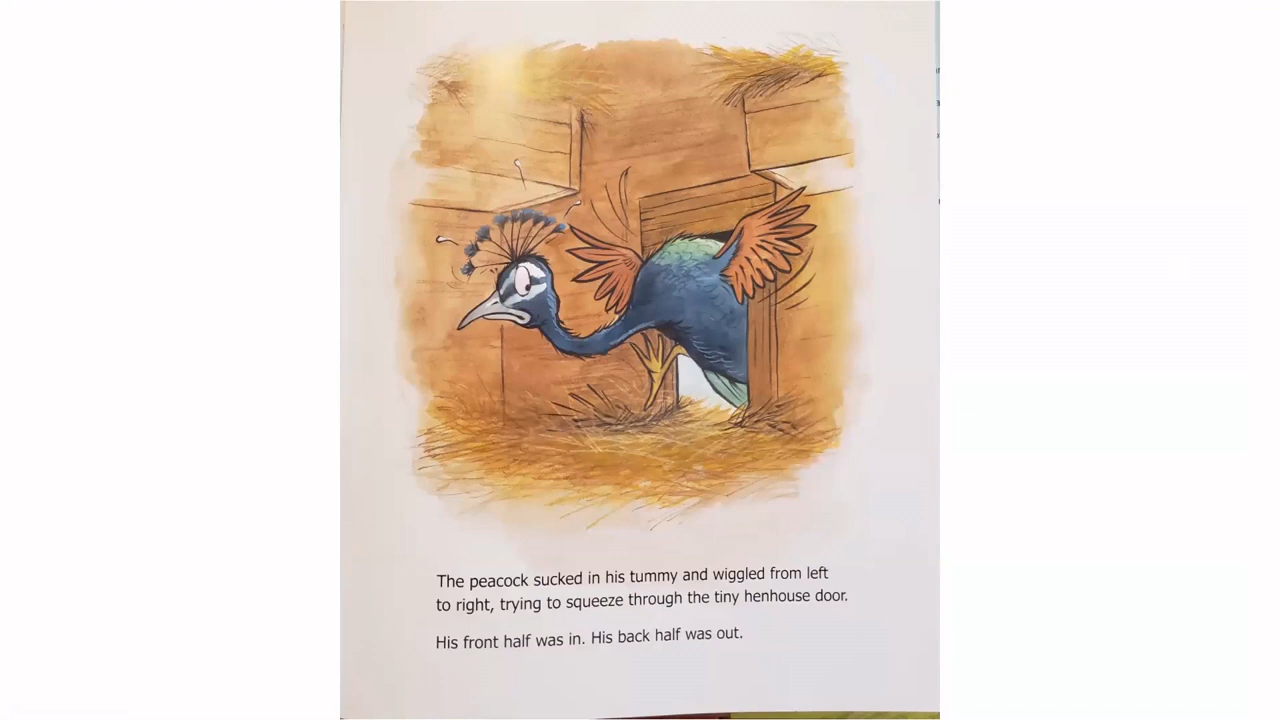 The peacock sucked in his tummy and wiggled from left
to right, trying to squeeze through the tiny henhouse door.
His front half was in. His back half was out.